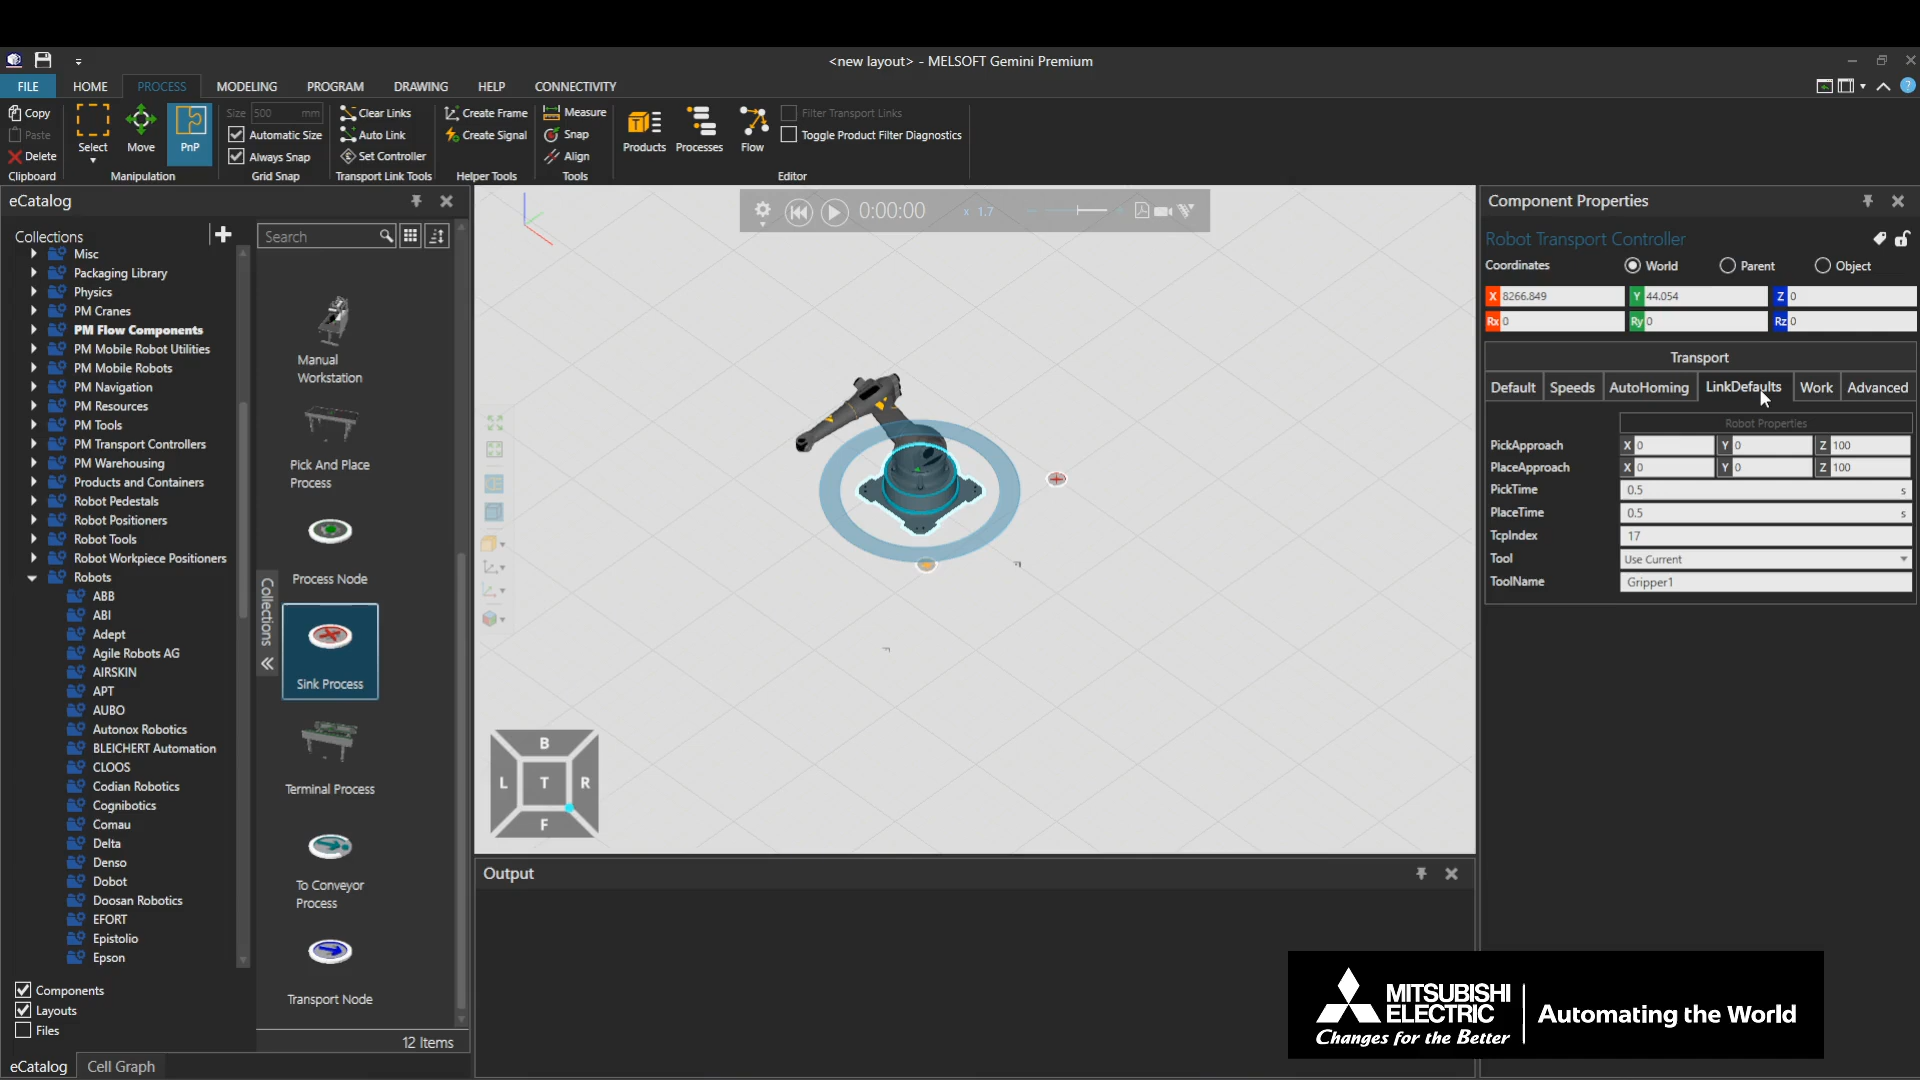 <new layout> - MELSOFT Gemini Premium
FILE HOME PROCESS MODELING PROGRAM DRAWING HELP CONNECTIVITY
Copy
Paste
Delete
Clipboard
Select
Move
PnP
Manipulation
Size 500 mm
Automatic Size
Always Snap
Grid Snap
Clear Links
Auto Link
Set Controller
Transport Link Tools
Create Frame
Create Signal
Helper Tools
Measure
Snap
Align
Tools
Products
Processes
Flow
Filter Transport Links
Toggle Product Filter Diagnostics
Editor
eCatalog
Collections
Misc
Packaging Library
Physics
PM Cranes
PM Flow Components
PM Mobile Robot Utilities
PM Mobile Robots
PM Navigation
PM Resources
PM Tools
PM Transport Controllers
PM Warehousing
Products and Containers
Robot Pedestals
Robot Positioners
Robot Tools
Robot Workpiece Positioners
Robots
ABB
ABI
Adept
Agile Robots AG
AIRSKIN
APT
AUBO
Autonox Robotics
BLEICHERT Automation
CLOOS
Codian Robotics
Cognibotics
Comau
Delta
Denso
Dobot
Doosan Robotics
EFORT
Epistolio
Epson
Components
Layouts
Files
eCatalog Cell Graph
Collections
Search
Manual
Workstation
Pick And Place
Process
Process Node
Sink Process
Terminal Process
To Conveyor
Process
Transport Node
12 Items
0:00:00 x 1.7
B
L T R
F
Output
Component Properties
Robot Transport Controller
Coordinates World Parent Object
X 8266.849 Y 44.054 Z 0
Rx 0 Ry 0 Rz 0
Transport
Default Speeds AutoHoming LinkDefaults Work Advanced
Robot Properties
PickApproach X 0 Y 0 Z 100
PlaceApproach X 0 Y 0 Z 100
PickTime 0.5 s
PlaceTime 0.5 s
TcpIndex 17
Tool Use Current
ToolName Gripper1
MITSUBISHI
ELECTRIC
Changes for the Better
Automating the World